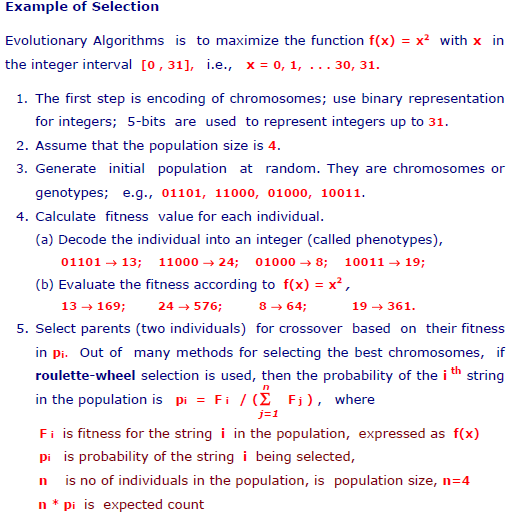 Example of Selection
Evolutionary Algorithms is to maximize the function f(x) = x² with x in
the integer interval [0 , 31], i.e., x = 0, 1, . . . 30, 31.
1. The first step is encoding of chromosomes; use binary representation
for integers; 5-bits are used to represent integers up to 31.
2. Assume that the population size is 4.
3. Generate initial population at random. They are chromosomes or
genotypes; e.g., 01101, 11000, 01000, 10011.
4. Calculate fitness value for each individual.
(a) Decode the individual into an integer (called phenotypes),
01101 → 13; 11000 → 24; 01000 → 8; 10011 → 19;
(b) Evaluate the fitness according to f(x) = x² ,
13 → 169; 24 → 576; 8 → 64; 19 → 361.
5. Select parents (two individuals) for crossover based on their fitness
in pi. Out of many methods for selecting the best chromosomes, if
roulette-wheel selection is used, then the probability of the i th string
in the population is pi = F i / (Σ n j=1 F j ) , where
F i is fitness for the string i in the population, expressed as f(x)
pi is probability of the string i being selected,
n is no of individuals in the population, is population size, n=4
n * pi is expected count